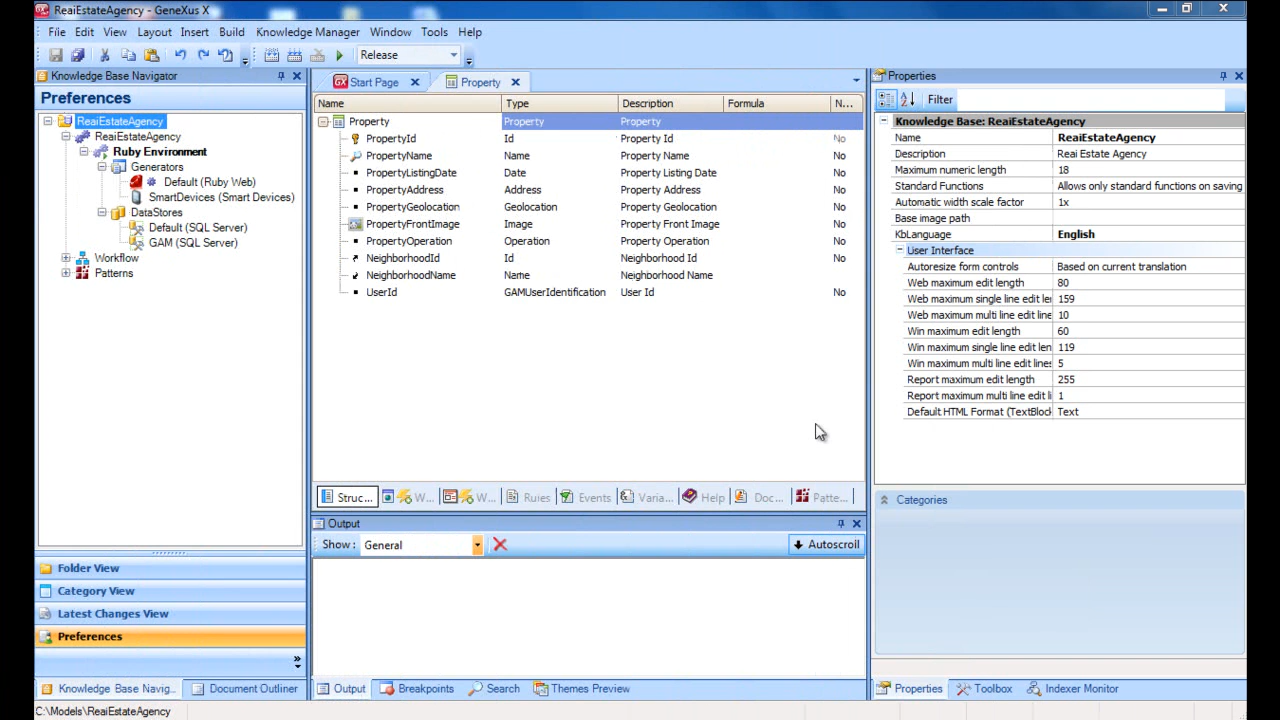 ReaiEstateAgency - GeneXus X
File Edit View Layout Insert Build Knowledge Manager Window Tools Help
Release
Knowledge Base Navigator
Preferences
ReaiEstateAgency
ReaiEstateAgency
Ruby Environment
Generators
Default (Ruby Web)
SmartDevices (Smart Devices)
DataStores
Default (SQL Server)
GAM (SQL Server)
Workflow
Patterns
Folder View
Category View
Latest Changes View
Preferences
Knowledge Base Navig... Document Outliner
C:\Models\ReaiEstateAgency
Start Page Property
Name Type Description Formula N...
Property Property Property
PropertyId Id Property Id No
PropertyName Name Property Name No
PropertyListingDate Date Property Listing Date No
PropertyAddress Address Property Address No
PropertyGeolocation Geolocation Property Geolocation No
PropertyFrontImage Image Property Front Image No
PropertyOperation Operation Property Operation No
NeighborhoodId Id Neighborhood Id No
NeighborhoodName Name Neighborhood Name
UserId GAMUserIdentification User Id No
Struc... W... W... Rules Events Varia... Help Doc... Patte...
Output
Show: General Autoscroll
Output Breakpoints Search Themes Preview
Properties
Filter
Knowledge Base: ReaiEstateAgency
Name ReaiEstateAgency
Description Reai Estate Agency
Maximum numeric length 18
Standard Functions Allows only standard functions on saving
Automatic width scale factor 1x
Base image path
KbLanguage English
User Interface
Autoresize form controls Based on current translation
Web maximum edit length 80
Web maximum single line edit ler 159
Web maximum multi line edit line 10
Win maximum edit length 60
Win maximum single line edit len 119
Win maximum multi line edit lines 5
Report maximum edit length 255
Report maximum multi line edit li 1
Default HTML Format (TextBlock Text
Categories
Properties Toolbox Indexer Monitor